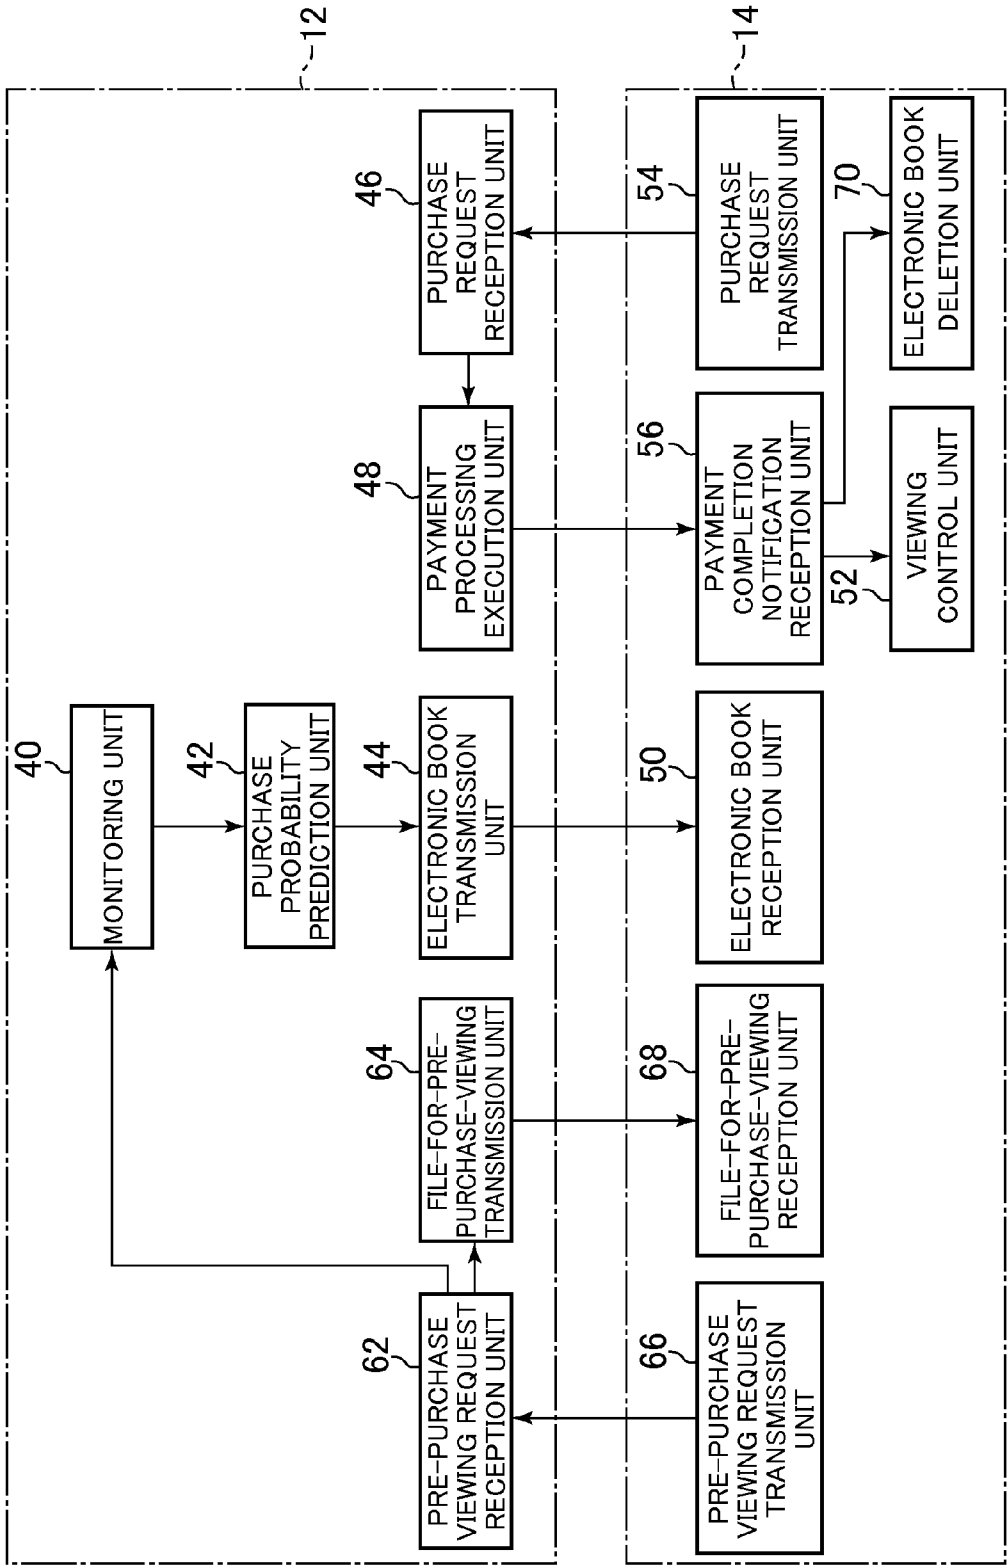 12
40
MONITORING UNIT
42
PURCHASE
PROBABILITY
PREDICTION UNIT
62
PRE-PURCHASE
VIEWING REQUEST
RECEPTION UNIT
64
FILE-FOR-PRE-
PURCHASE-VIEWING
TRANSMISSION UNIT
44
ELECTRONIC BOOK
TRANSMISSION
UNIT
48
PAYMENT
PROCESSING
EXECUTION UNIT
46
PURCHASE
REQUEST
RECEPTION UNIT
14
66
PRE-PURCHASE
VIEWING REQUEST
TRANSMISSION
UNIT
68
FILE-FOR-PRE-
PURCHASE-VIEWING
RECEPTION UNIT
50
ELECTRONIC BOOK
RECEPTION UNIT
56
PAYMENT
COMPLETION
NOTIFICATION
RECEPTION UNIT
54
PURCHASE
REQUEST
TRANSMISSION UNIT
52
VIEWING
CONTROL UNIT
70
ELECTRONIC BOOK
DELETION UNIT